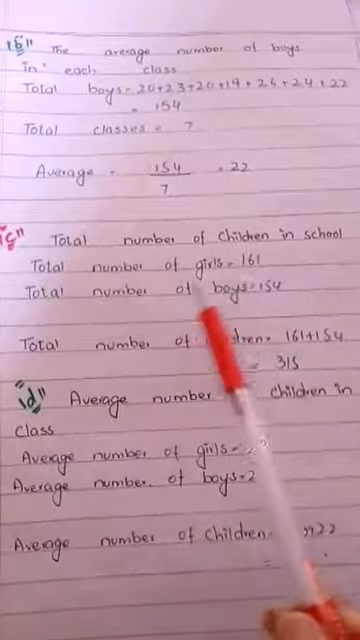 "b" The average number of boys
in each class
Total boys = 20+23+20+19+26+24+22
= 154
Total classes = 7
Average = 154/7 = 22
"c" Total number of Children in school
Total number of girls = 161
Total number of boys = 154
Total number of 161+154
= 315
"d" Average number children in
class
Average number of girls =
Average number of boys = 2
Average number of Children 22
=